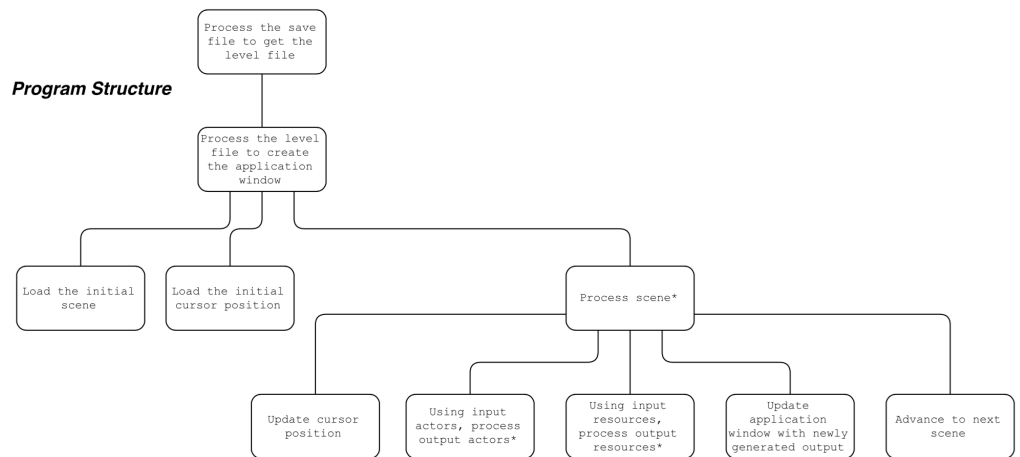 Process the save
file to get the
level file
Program Structure
Process the level
file to create
the application
window
Load the initial
scene
Load the initial
cursor position
Process scene*
Update cursor
position
Using input
actors, process
output actors*
Using input
resources,
process output
resources*
Update
application
window with newly
generated output
Advance to next
scene